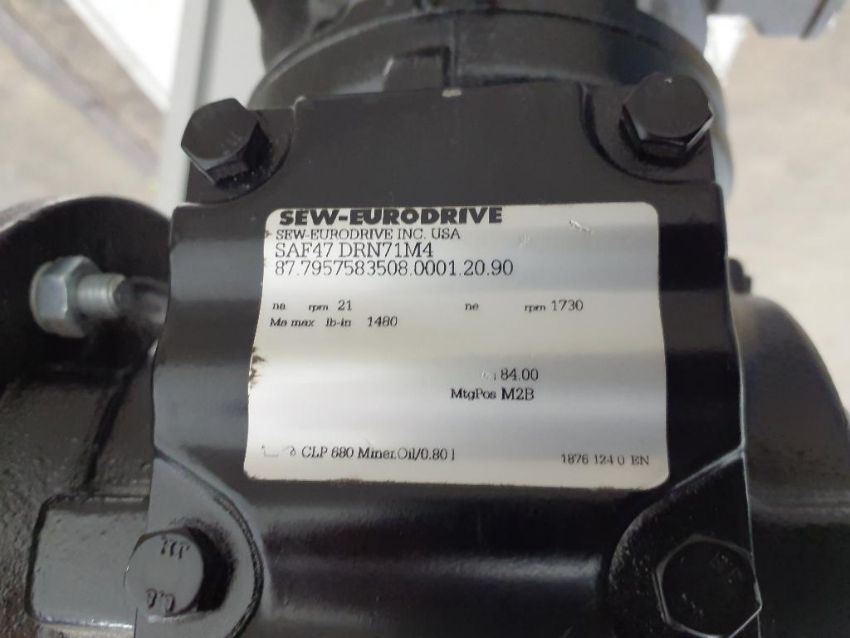 SEW-EURODRIVE
SEW-EURODRIVE INC. USA
SAF47 DRN71M4
87.7957583508.0001.20.90
na rpm 21 ne rpm 1730
Ma max lb-in 1480
i 84.00
MtgPos M2B
CLP 680 Miner.Oil/0.80 l
1876 124 0 EN
8.8